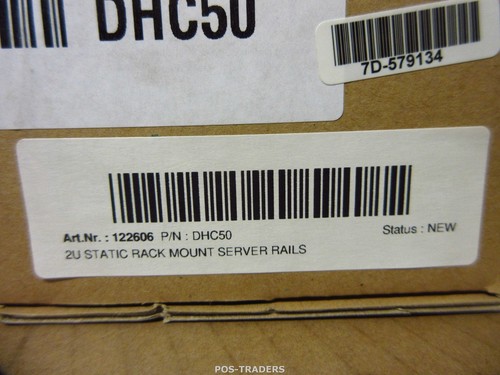 DHC50
7D-579134
Art.Nr. : 122606 P/N : DHC50
Status : NEW
2U STATIC RACK MOUNT SERVER RAILS
POS-TRADERS